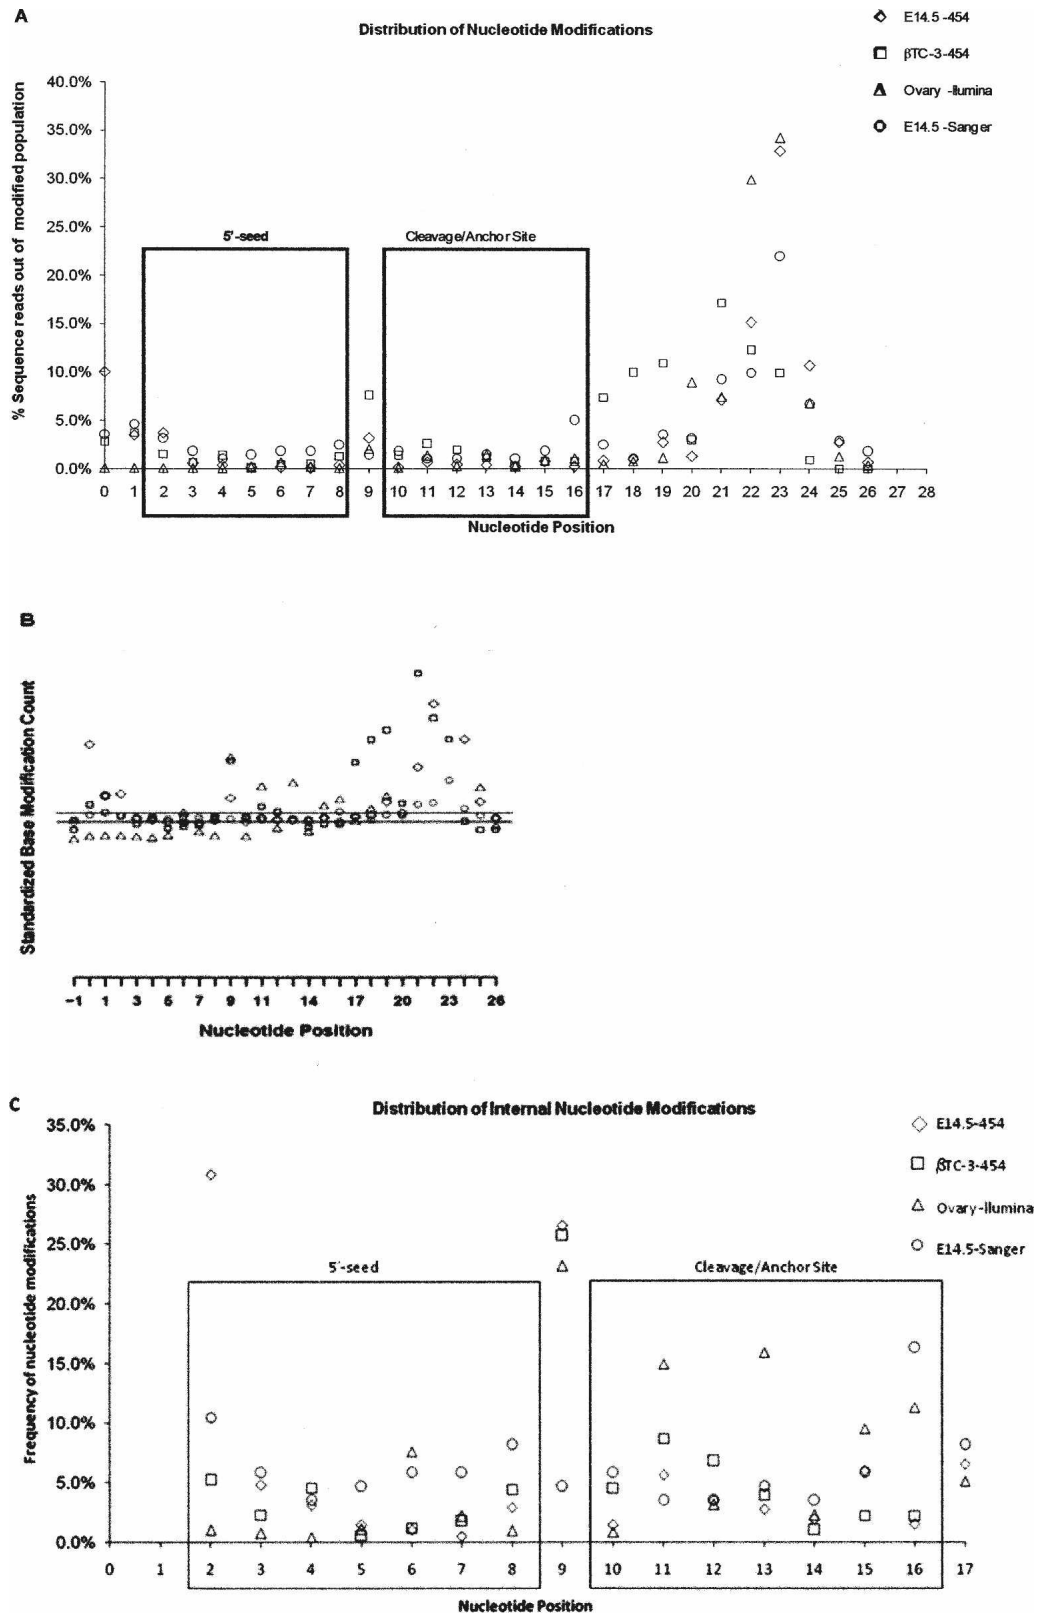 A
Distribution of Nucleotide Modifications
E14.5-454
βTC-3-454
Ovary -Ilumina
E14.5-Sanger
% Sequence reads out of modified population
40.0%
35.0%
30.0%
25.0%
20.0%
15.0%
10.0%
5.0%
0.0%
5'-seed
Cleavage/Anchor Site
0 1 2 3 4 5 6 7 8 9 10 11 12 13 14 15 16 17 18 19 20 21 22 23 24 25 26 27 28
Nucleotide Position
B
Standardized Base Modification Count
-1 1 3 5 7 9 11 14 17 20 23 26
Nucleotide Position
C
Distribution of Internal Nucleotide Modifications
E14.5-454
βTC-3-454
Ovary-Ilumina
E14.5-Sanger
Frequency of nucleotide modifications
35.0%
30.0%
25.0%
20.0%
15.0%
10.0%
5.0%
0.0%
5'-seed
Cleavage/Anchor Site
0 1 2 3 4 5 6 7 8 9 10 11 12 13 14 15 16 17
Nucleotide Position